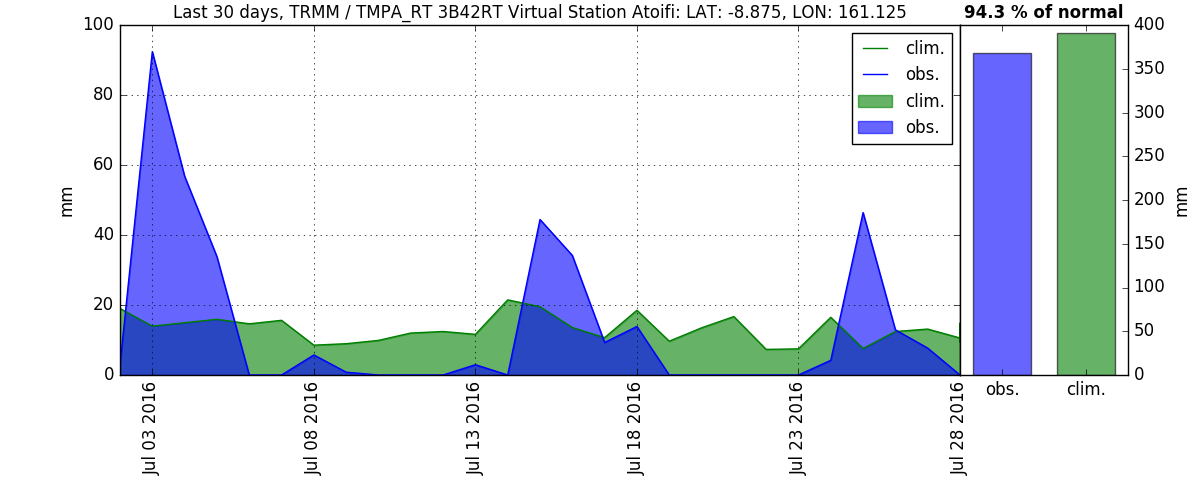 Last 30 days, TRMM / TMPA_RT 3B42RT Virtual Station Atoifi: LAT: -8.875, LON: 161.125
94.3 % of normal
100
80
60
40
20
0
mm
clim.
obs.
clim.
obs.
400
350
300
250
200
150
100
50
0
mm
Jul 03 2016
Jul 08 2016
Jul 13 2016
Jul 18 2016
Jul 23 2016
Jul 28 2016
obs.
clim.